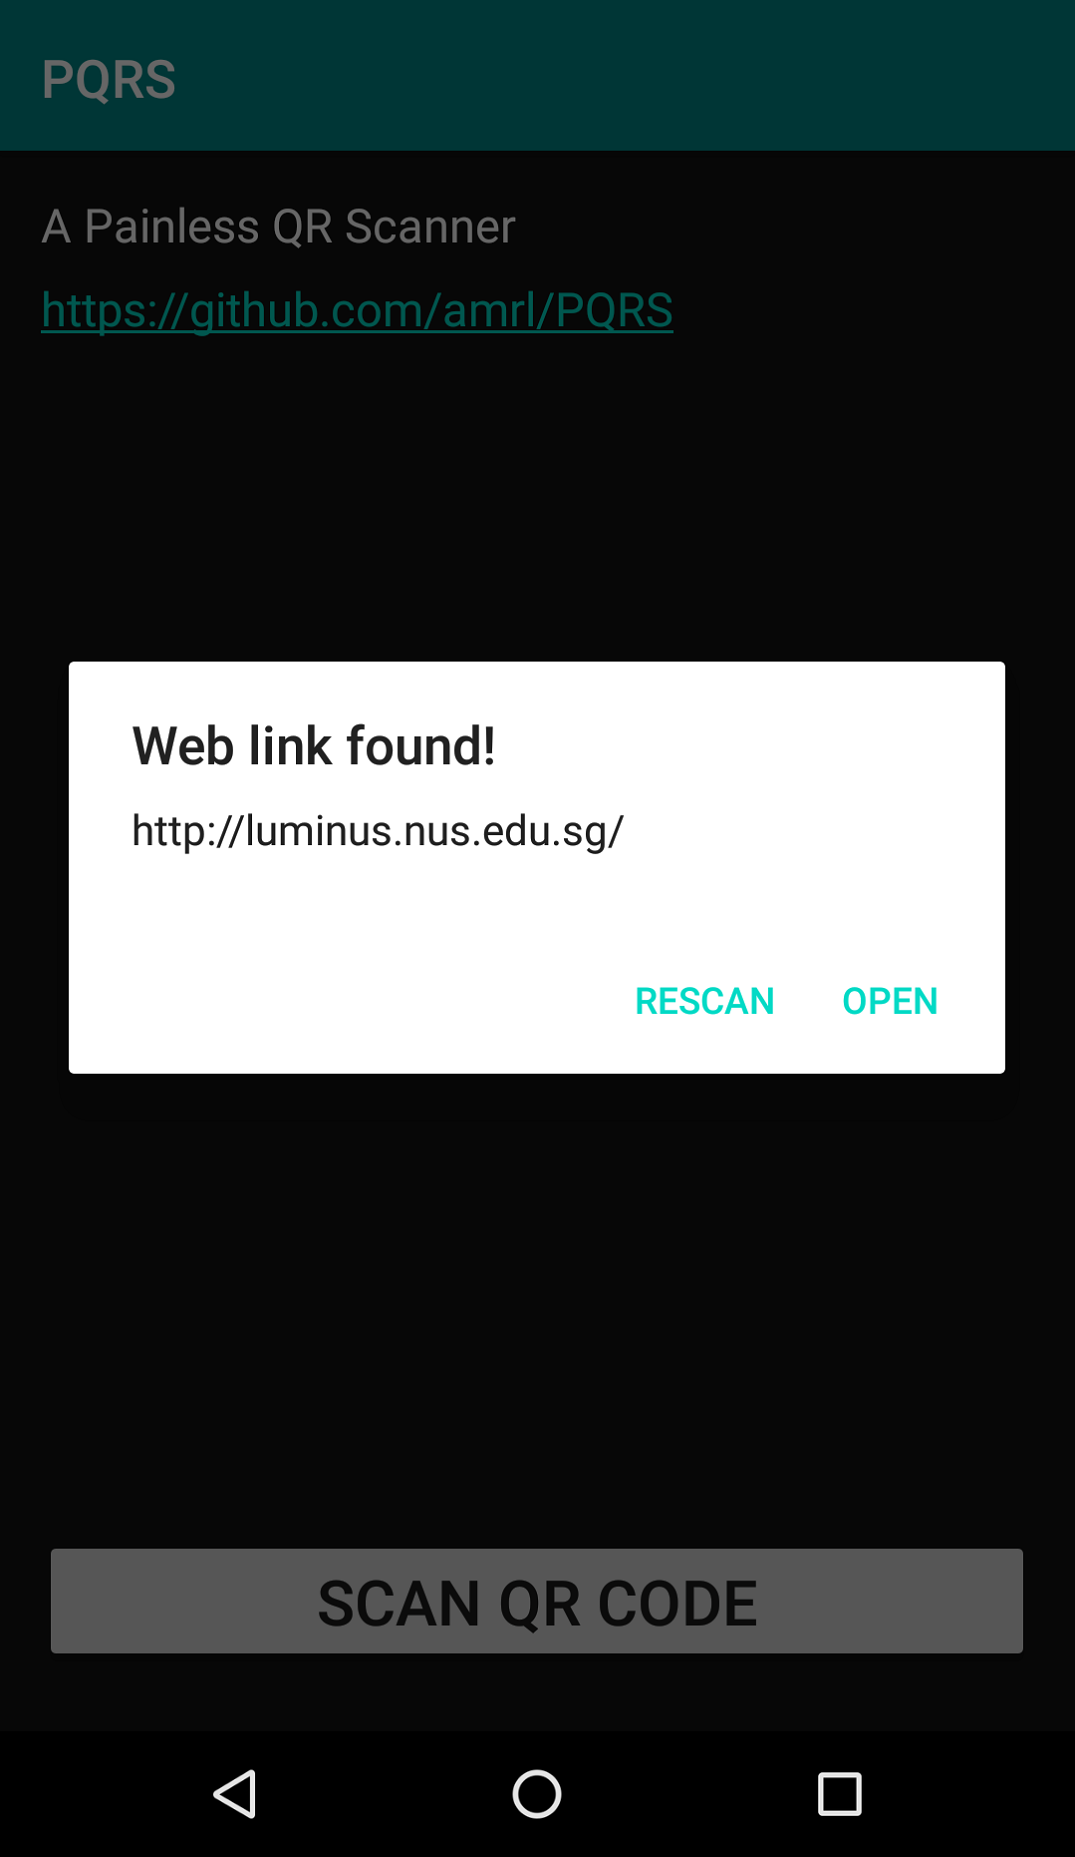 PQRS
A Painless QR Scanner
https://github.com/amrl/PQRS
Web link found!
http://luminus.nus.edu.sg/
RESCAN OPEN
SCAN QR CODE